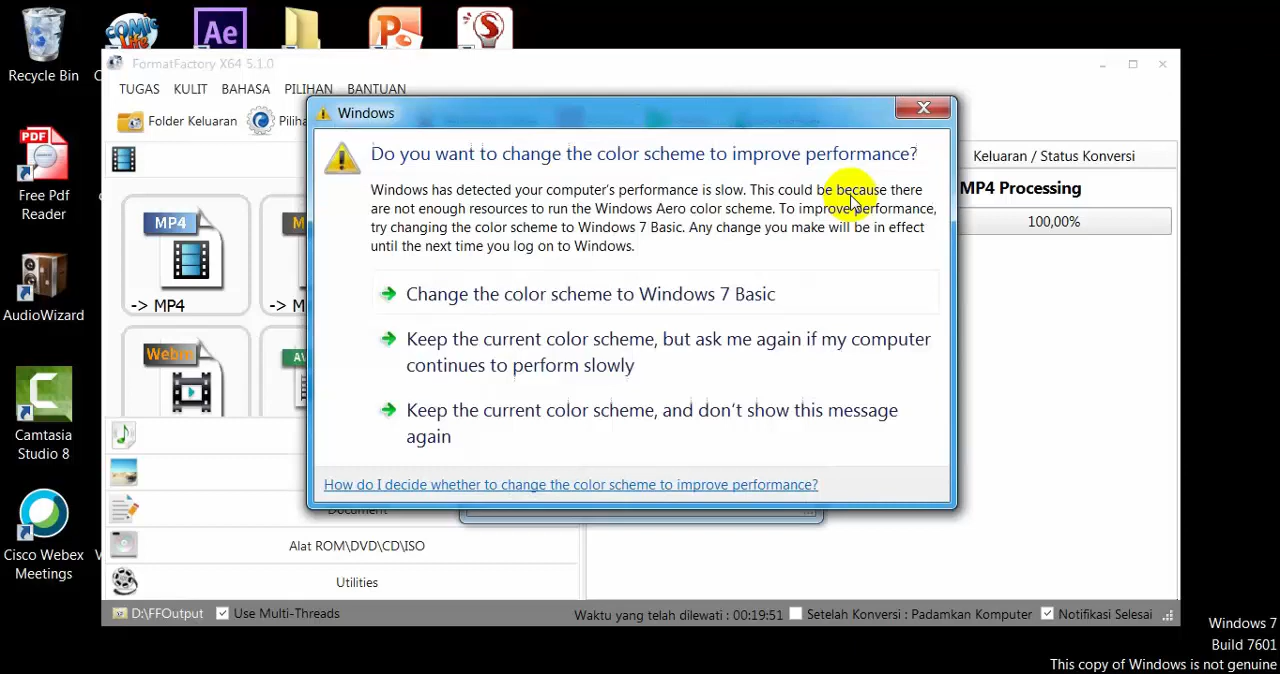 COMIC
Life
Ae
P
S
Recycle Bin
FormatFactory X64 5.1.0
TUGAS KULIT BAHASA PILIHAN BANTUAN
Folder Keluaran
Windows
Do you want to change the color scheme to improve performance?
Windows has detected your computer's performance is slow. This could be because there
are not enough resources to run the Windows Aero color scheme. To improve performance,
try changing the color scheme to Windows 7 Basic. Any change you make will be in effect
until the next time you log on to Windows.
Change the color scheme to Windows 7 Basic
Keep the current color scheme, but ask me again if my computer
continues to perform slowly
Keep the current color scheme, and don't show this message
again
How do I decide whether to change the color scheme to improve performance?
Keluaran / Status Konversi
MP4 Processing
100,00%
PDF
Free Pdf
Reader
MP4
-> MP4
AudioWizard
Webm
Camtasia
Studio 8
Document
Alat ROM\DVD\CD\ISO
Utilities
Cisco Webex
Meetings
D:\FFOutput Use Multi-Threads Waktu yang telah dilewati : 00:19:51 Setelah Konversi : Padamkan Komputer Notifikasi Selesai
Windows 7
Build 7601
This copy of Windows is not genuine